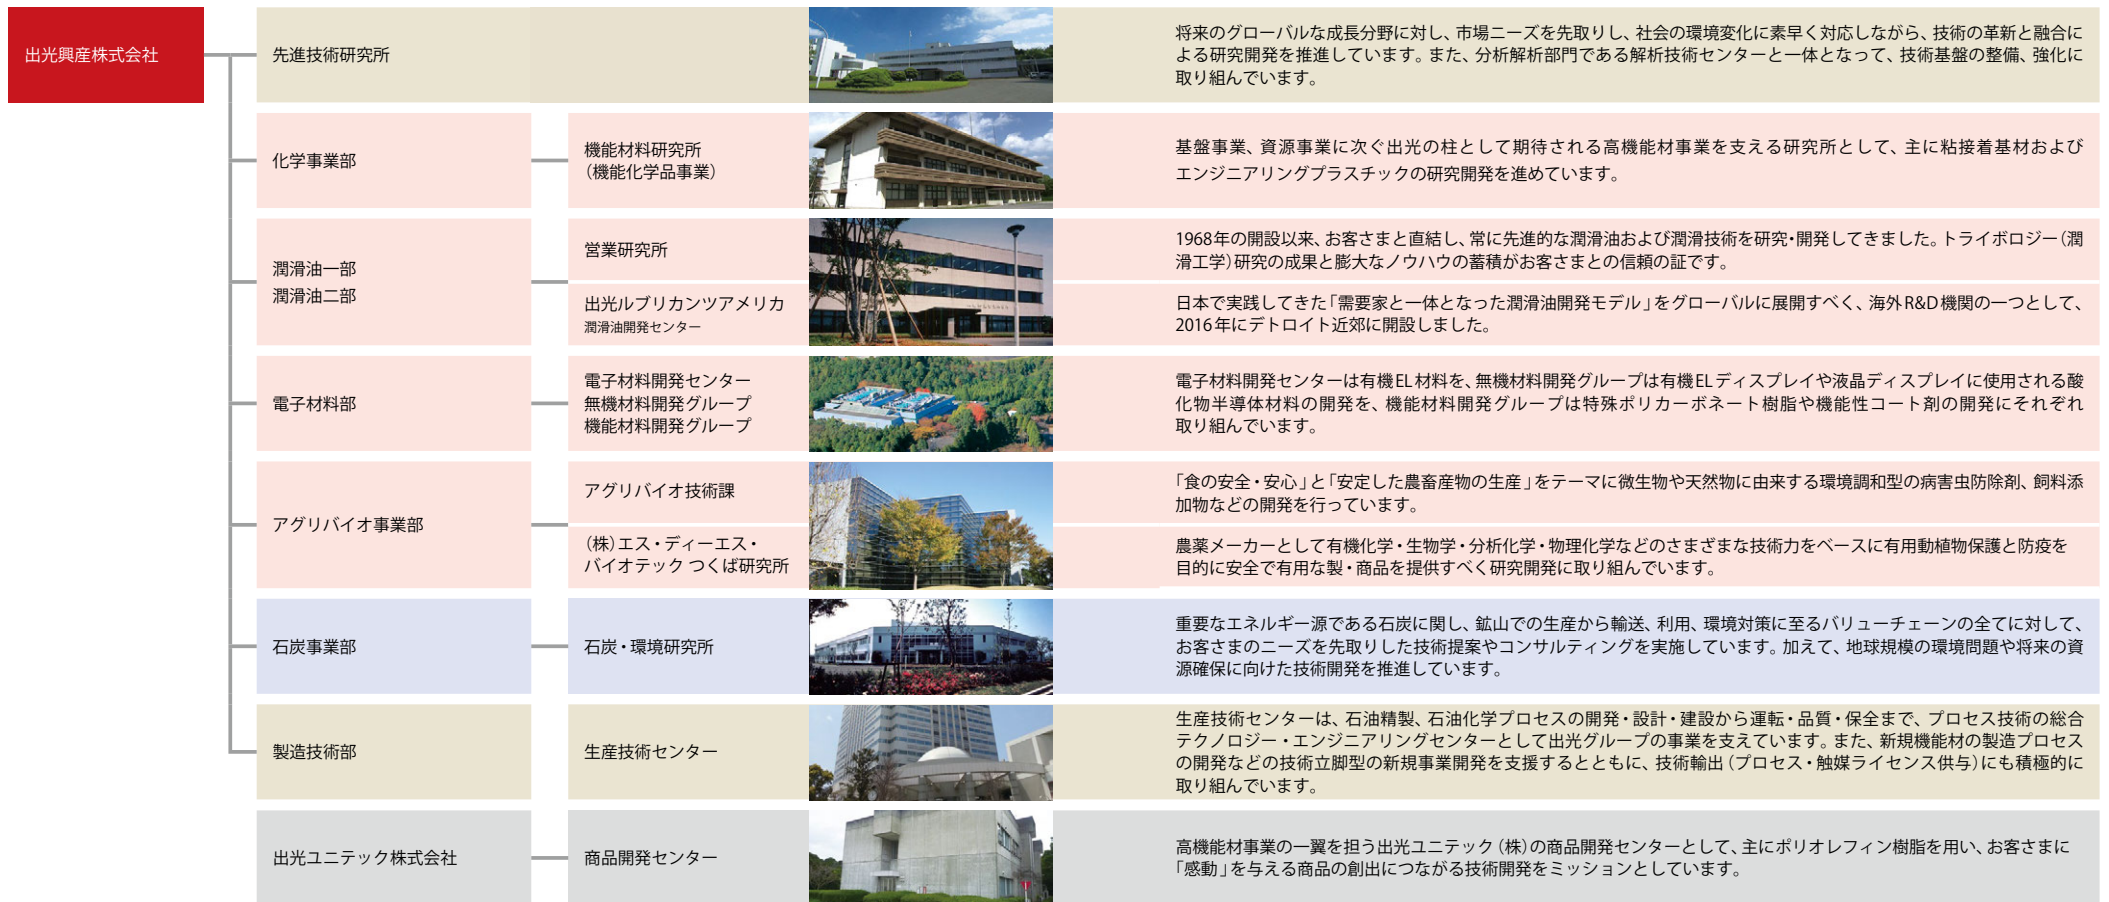 出光興産株式会社
先進技術研究所
将来のグローバルな成長分野に対し、市場ニーズを先取りし、社会の環境変化に素早く対応しながら、技術の革新と融合に
よる研究開発を推進しています。また、分析解析部門である解析技術センターと一体となって、技術基盤の整備、強化に
取り組んでいます。
化学事業部
機能材料研究所
（機能化学品事業）
基盤事業、資源事業に次ぐ出光の柱として期待される高機能材事業を支える研究所として、主に粘接着基材および
エンジニアリングプラスチックの研究開発を進めています。
潤滑油一部
潤滑油二部
営業研究所
1968年の開設以来、お客さまと直結し、常に先進的な潤滑油および潤滑技術を研究・開発してきました。トライボロジー（潤
滑工学）研究の成果と膨大なノウハウの蓄積がお客さまとの信頼の証です。
出光ルブリカンツアメリカ
潤滑油開発センター
日本で実践してきた「需要家と一体となった潤滑油開発モデル」をグローバルに展開すべく、海外R&D機関の一つとして、
2016年にデトロイト近郊に開設しました。
電子材料部
電子材料開発センター
無機材料開発グループ
機能材料開発グループ
電子材料開発センターは有機EL材料を、無機材料開発グループは有機ELディスプレイや液晶ディスプレイに使用される酸
化物半導体材料の開発を、機能材料開発グループは特殊ポリカーボネート樹脂や機能性コート剤の開発にそれぞれ
取り組んでいます。
アグリバイオ事業部
アグリバイオ技術課
「食の安全・安心」と「安定した農畜産物の生産」をテーマに微生物や天然物に由来する環境調和型の病害虫防除剤、飼料添
加物などの開発を行っています。
（株）エス・ディーエス・
バイオテック つくば研究所
農薬メーカーとして有機化学・生物学・分析化学・物理化学などのさまざまな技術力をベースに有用動植物保護と防疫を
目的に安全で有用な製・商品を提供すべく研究開発に取り組んでいます。
石炭事業部
石炭・環境研究所
重要なエネルギー源である石炭に関し、鉱山での生産から輸送、利用、環境対策に至るバリューチェーンの全てに対して、
お客さまのニーズを先取りした技術提案やコンサルティングを実施しています。加えて、地球規模の環境問題や将来の資
源確保に向けた技術開発を推進しています。
製造技術部
生産技術センター
生産技術センターは、石油精製、石油化学プロセスの開発・設計・建設から運転・品質・保全まで、プロセス技術の総合
テクノロジー・エンジニアリングセンターとして出光グループの事業を支えています。また、新規機能材の製造プロセス
の開発などの技術立脚型の新規事業開発を支援するとともに、技術輸出（プロセス・触媒ライセンス供与）にも積極的に
取り組んでいます。
出光ユニテック株式会社
商品開発センター
高機能材事業の一翼を担う出光ユニテック（株）の商品開発センターとして、主にポリオレフィン樹脂を用い、お客さまに
「感動」を与える商品の創出につながる技術開発をミッションとしています。